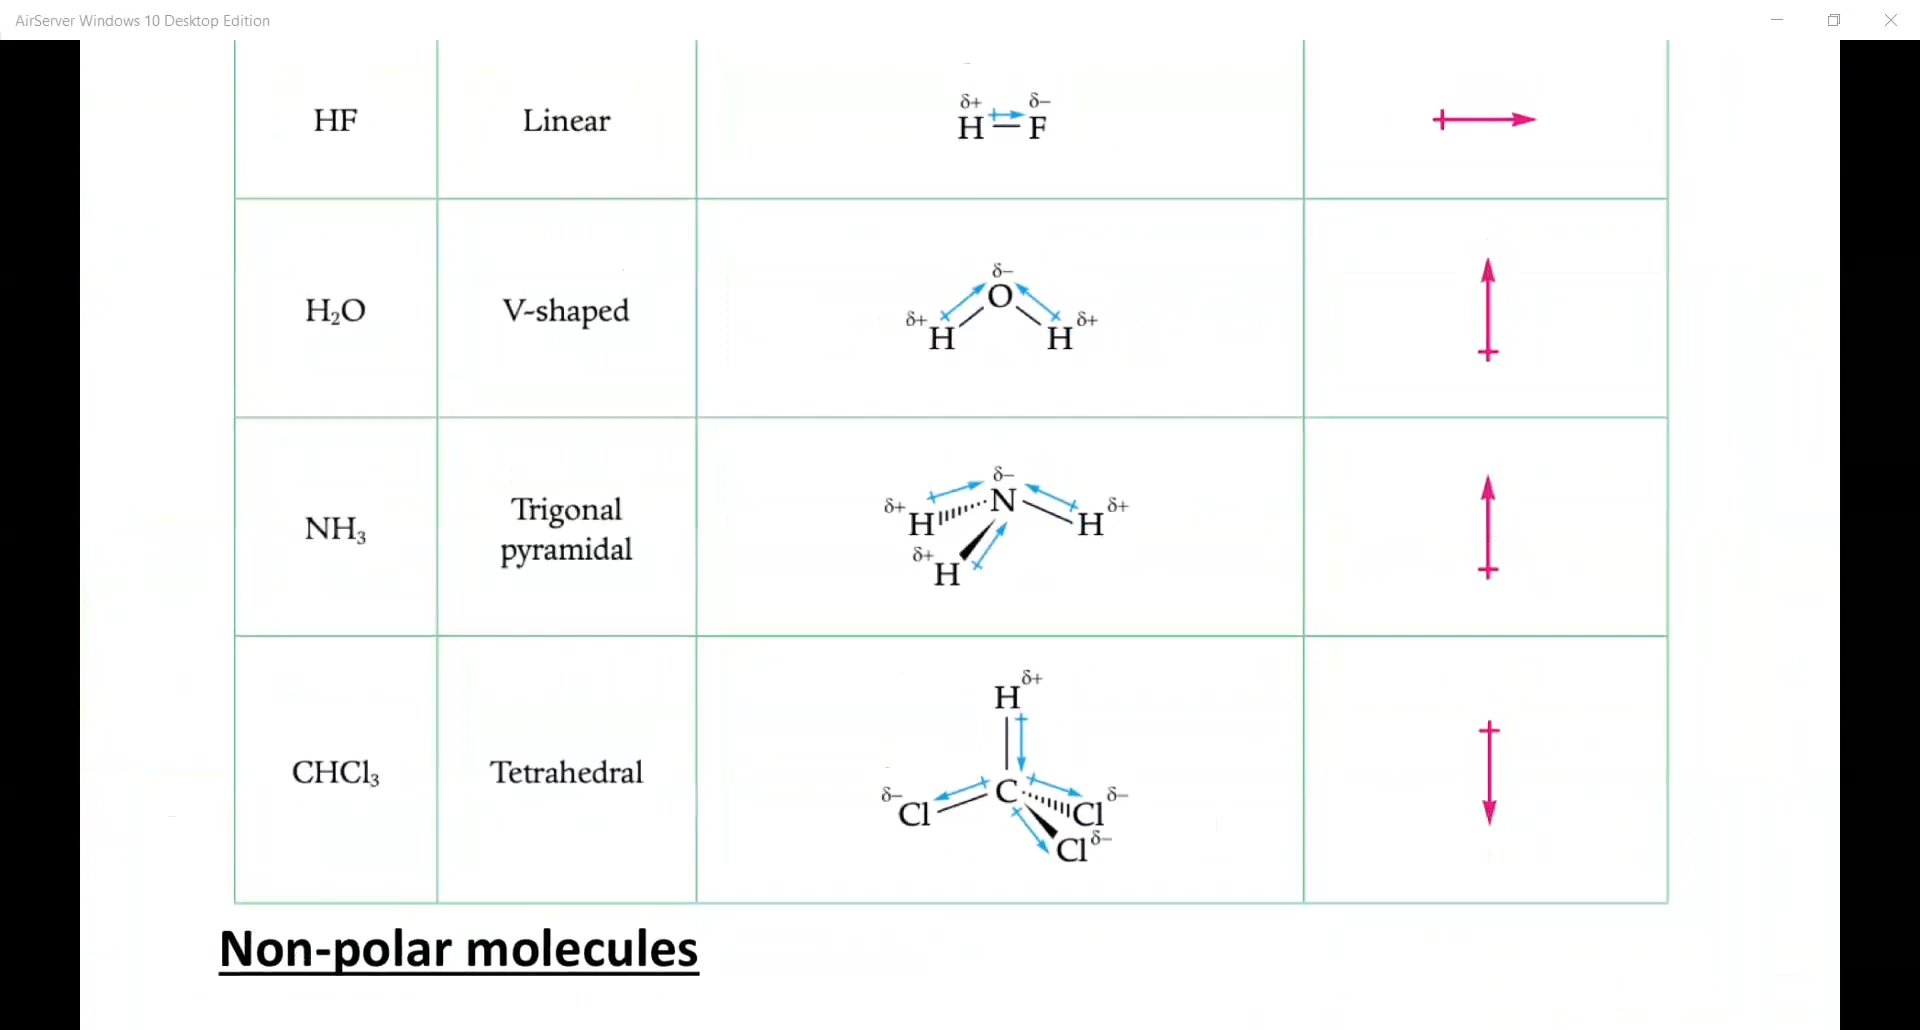 AirServer Windows 10 Desktop Edition
HF
Linear
δ+ δ−
H F
H₂O
V-shaped
δ−
O
δ+ δ+
H H
NH₃
Trigonal
pyramidal
δ−
N
δ+ δ+
H H
δ+
H
CHCl₃
Tetrahedral
δ+
H
C
δ− δ−
Cl Cl
δ−
Cl
Non-polar molecules